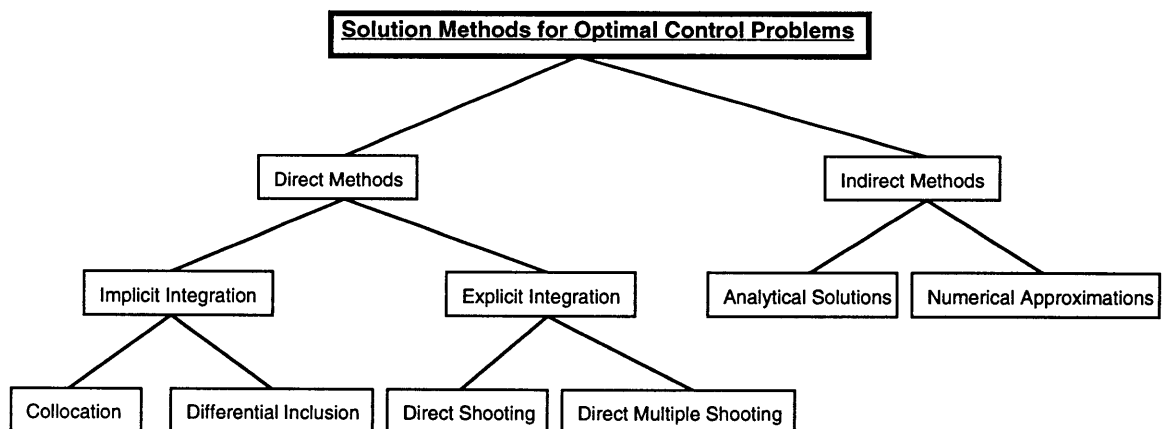 Solution Methods for Optimal Control Problems
Direct Methods
Indirect Methods
Implicit Integration
Explicit Integration
Analytical Solutions
Numerical Approximations
Collocation
Differential Inclusion
Direct Shooting
Direct Multiple Shooting